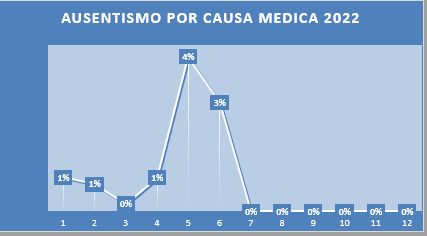 AUSENTISMO POR CAUSA MEDICA 2022
4%
3%
1% 1% 0% 1% 0% 0% 0% 0% 0% 0%
1 2 3 4 5 6 7 8 9 10 11 12